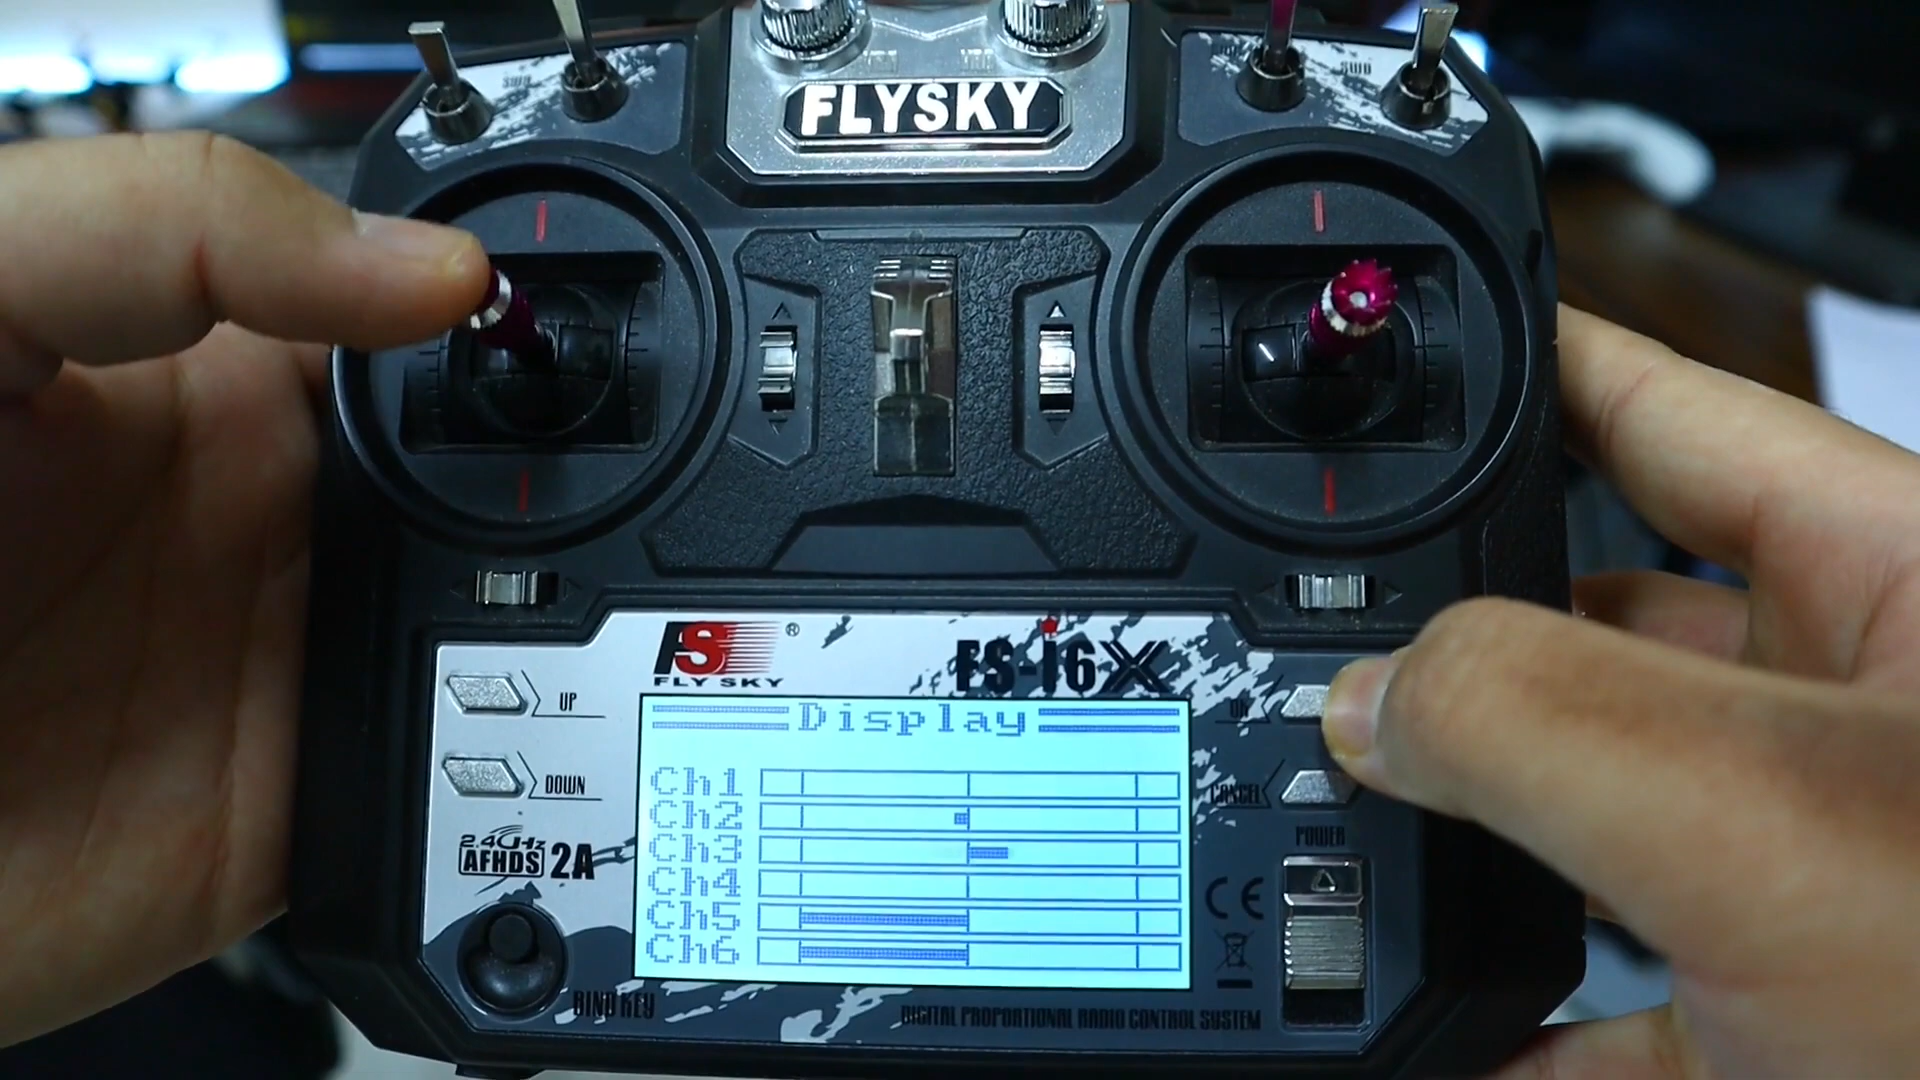 SWD
FLYSKY
FS
®
FLY SKY
FS-i6X
UP
DOWN
OK
CANCEL
Display
Ch1
Ch2
Ch3
Ch4
Ch5
Ch6
POWER
2.4GHz
AFHDS 2A
CE
BIND KEY
DIGITAL PROPORTIONAL RADIO CONTROL SYSTEM